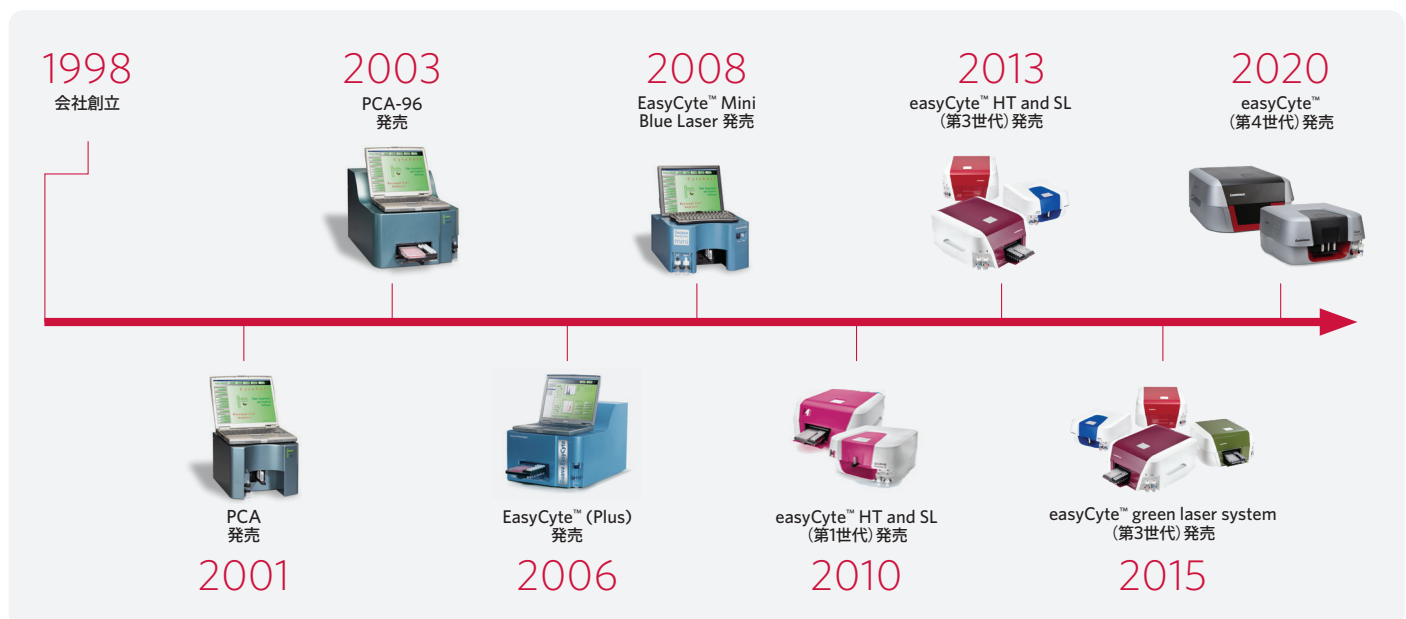 1998
会社創立
2003
PCA-96
発売
2008
EasyCyte™ Mini
Blue Laser 発売
2013
easyCyte™ HT and SL
（第3世代）発売
2020
easyCyte™
（第4世代）発売
PCA
発売
2001
EasyCyte™ (Plus)
発売
2006
easyCyte™ HT and SL
（第1世代）発売
2010
easyCyte™ green laser system
（第3世代）発売
2015